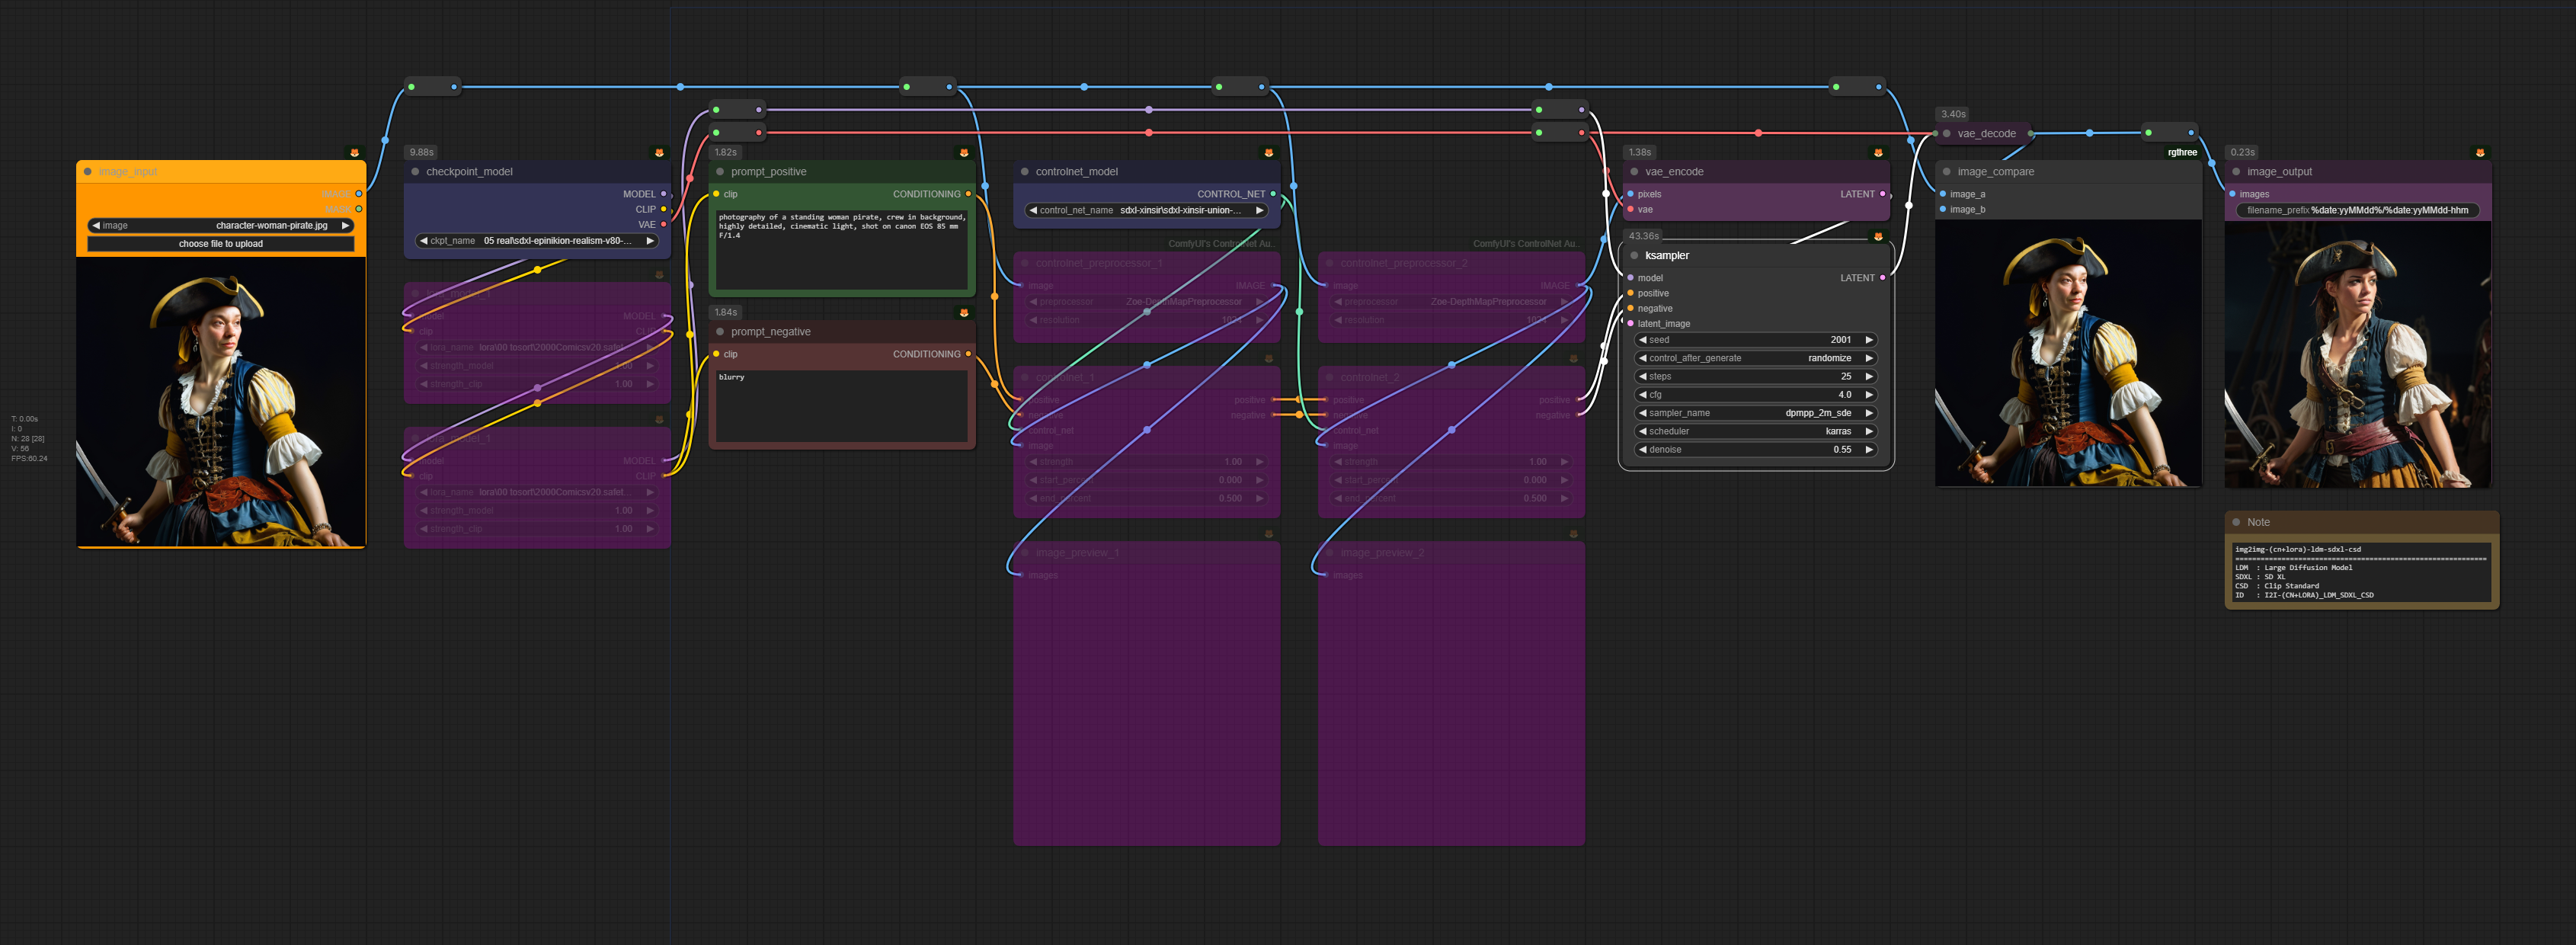 image_input
IMAGE
MASK
image character-woman-pirate.jpg
choose file to upload
T: 0.00s
I: 0
N: 28 [28]
V: 56
FPS:60.24
9.88s
checkpoint_model
MODEL
CLIP
VAE
ckpt_name 05 real\sdxl-epinikion-realism-v80-...
model
MODEL
clip
CLIP
lora_name lora\00 tosort\2000Comicsv20.safet...
strength_model 1.00
strength_clip 1.00
model
MODEL
clip
CLIP
lora_name lora\00 tosort\2000Comicsv20.safet...
strength_model 1.00
strength_clip 1.00
1.82s
prompt_positive
clip CONDITIONING
photography of a standing woman pirate, crew in background,
highly detailed, cinematic light, shot on canon EOS 85 mm
F/1.4
1.84s
prompt_negative
clip CONDITIONING
blurry
controlnet_model
CONTROL_NET
control_net_name sdxl-xinsir\sdxl-xinsir-union-...
ComfyUI's ControlNet Au...
controlnet_preprocessor_1
image IMAGE
preprocessor Zoe-DepthMapPreprocessor
resolution 1024
controlnet_1
positive positive
negative negative
control_net
image
strength 1.00
start_percent 0.000
end_percent 0.500
image_preview_1
images
ComfyUI's ControlNet Au...
controlnet_preprocessor_2
image IMAGE
preprocessor Zoe-DepthMapPreprocessor
resolution 1024
controlnet_2
positive positive
negative negative
control_net
image
strength 1.00
start_percent 0.000
end_percent 0.500
image_preview_2
images
1.38s
vae_encode
pixels LATENT
vae
43.36s
ksampler
model LATENT
positive
negative
latent_image
seed 2001
control_after_generate randomize
steps 25
cfg 4.0
sampler_name dpmpp_2m_sde
scheduler karras
denoise 0.55
3.40s
vae_decode
rgthree
image_compare
image_a
image_b
0.23s
image_output
images
filename_prefix %date:yyMMdd%/%date:yyMMdd-hhm
Note
img2img-(cn+lora)-ldm-sdxl-csd
============================================================
LDM : Large Diffusion Model
SDXL : SD XL
CSD : Clip Standard
ID : I2I-(CN+LORA)_LDM_SDXL_CSD